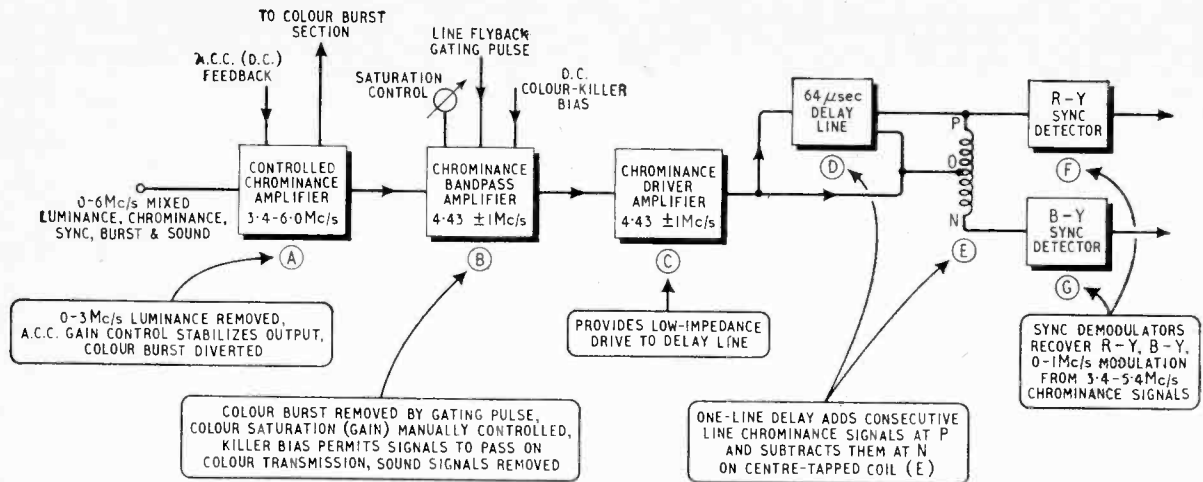 TO COLOUR BURST
SECTION
A.C.C. (D.C.)
FEEDBACK
LINE FLYBACK
GATING PULSE
SATURATION
CONTROL
D.C.
COLOUR-KILLER
BIAS
CONTROLLED
CHROMINANCE
AMPLIFIER
3·4-6·0Mc/s
0-6Mc/s MIXED
LUMINANCE, CHROMINANCE,
SYNC, BURST & SOUND
A
CHROMINANCE
BANDPASS
AMPLIFIER
4·43 ±1Mc/s
B
CHROMINANCE
DRIVER
AMPLIFIER
4·43 ±1Mc/s
C
64μsec
DELAY
LINE
D
P
O
N
E
R-Y
SYNC
DETECTOR
F
B-Y
SYNC
DETECTOR
G
0-3Mc/s LUMINANCE REMOVED,
A.C.C. GAIN CONTROL STABILIZES OUTPUT,
COLOUR BURST DIVERTED
COLOUR BURST REMOVED BY GATING PULSE,
COLOUR SATURATION (GAIN) MANUALLY CONTROLLED,
KILLER BIAS PERMITS SIGNALS TO PASS ON
COLOUR TRANSMISSION, SOUND SIGNALS REMOVED
PROVIDES LOW-IMPEDANCE
DRIVE TO DELAY LINE
ONE-LINE DELAY ADDS CONSECUTIVE
LINE CHROMINANCE SIGNALS AT P
AND SUBTRACTS THEM AT N
ON CENTRE-TAPPED COIL (E)
SYNC DEMODULATORS
RECOVER R-Y, B-Y,
0-1Mc/s MODULATION
FROM 3·4-5·4Mc/s
CHROMINANCE SIGNALS